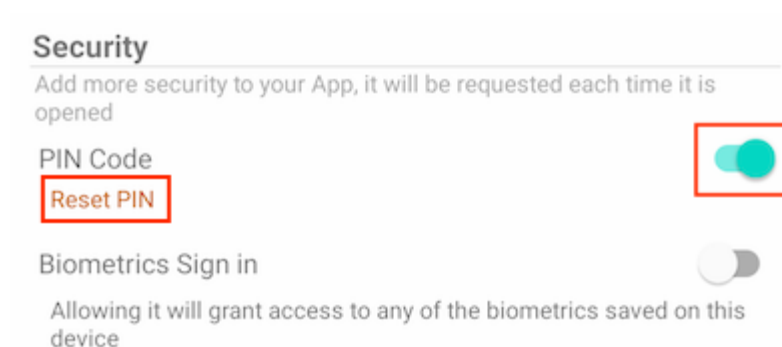 Security
Add more security to your App, it will be requested each time it is
opened
PIN Code
Reset PIN
Biometrics Sign in
Allowing it will grant access to any of the biometrics saved on this
device